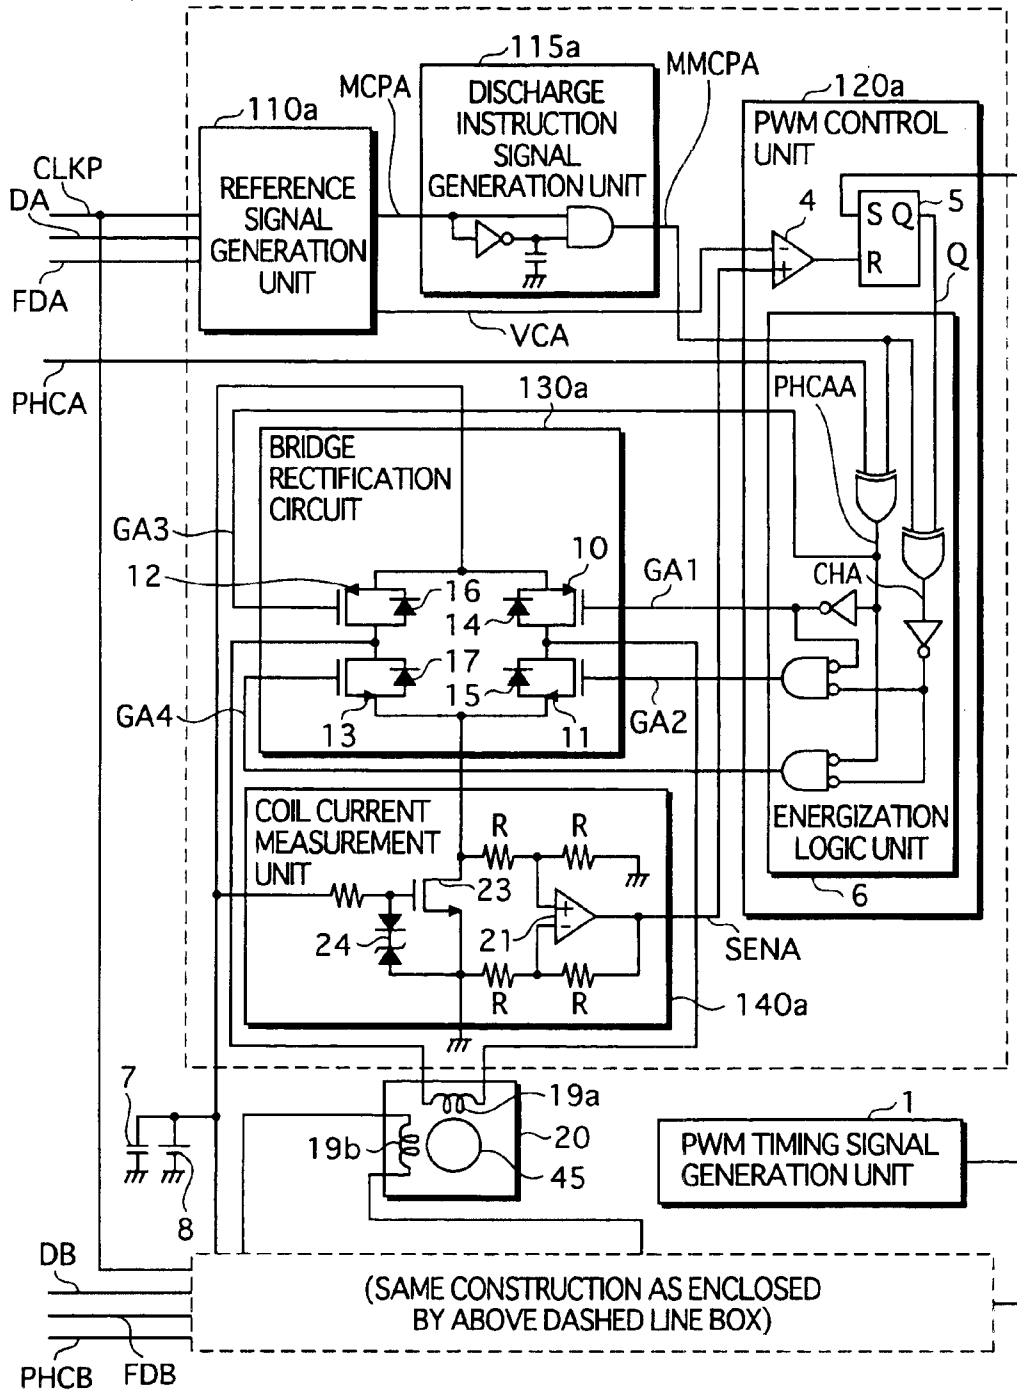 115a
MMCPA
MCPA
120a
110a
DISCHARGE
INSTRUCTION
SIGNAL
GENERATION UNIT
PWM CONTROL
UNIT
CLKP
DA
REFERENCE
SIGNAL
GENERATION
UNIT
4
5
S Q
R
Q
FDA
VCA
PHCA
PHCAA
130a
BRIDGE
RECTIFICATION
CIRCUIT
GA3
12
10
GA1
CHA
16
14
17
15
GA4
13
11
GA2
COIL CURRENT
MEASUREMENT
UNIT
R
R
ENERGIZATION
LOGIC UNIT
23
6
24
21
SENA
R
R
140a
7
19a
1
19b
20
45
PWM TIMING SIGNAL
GENERATION UNIT
8
DB
(SAME CONSTRUCTION AS ENCLOSED
BY ABOVE DASHED LINE BOX)
PHCB
FDB
+
-
-
+